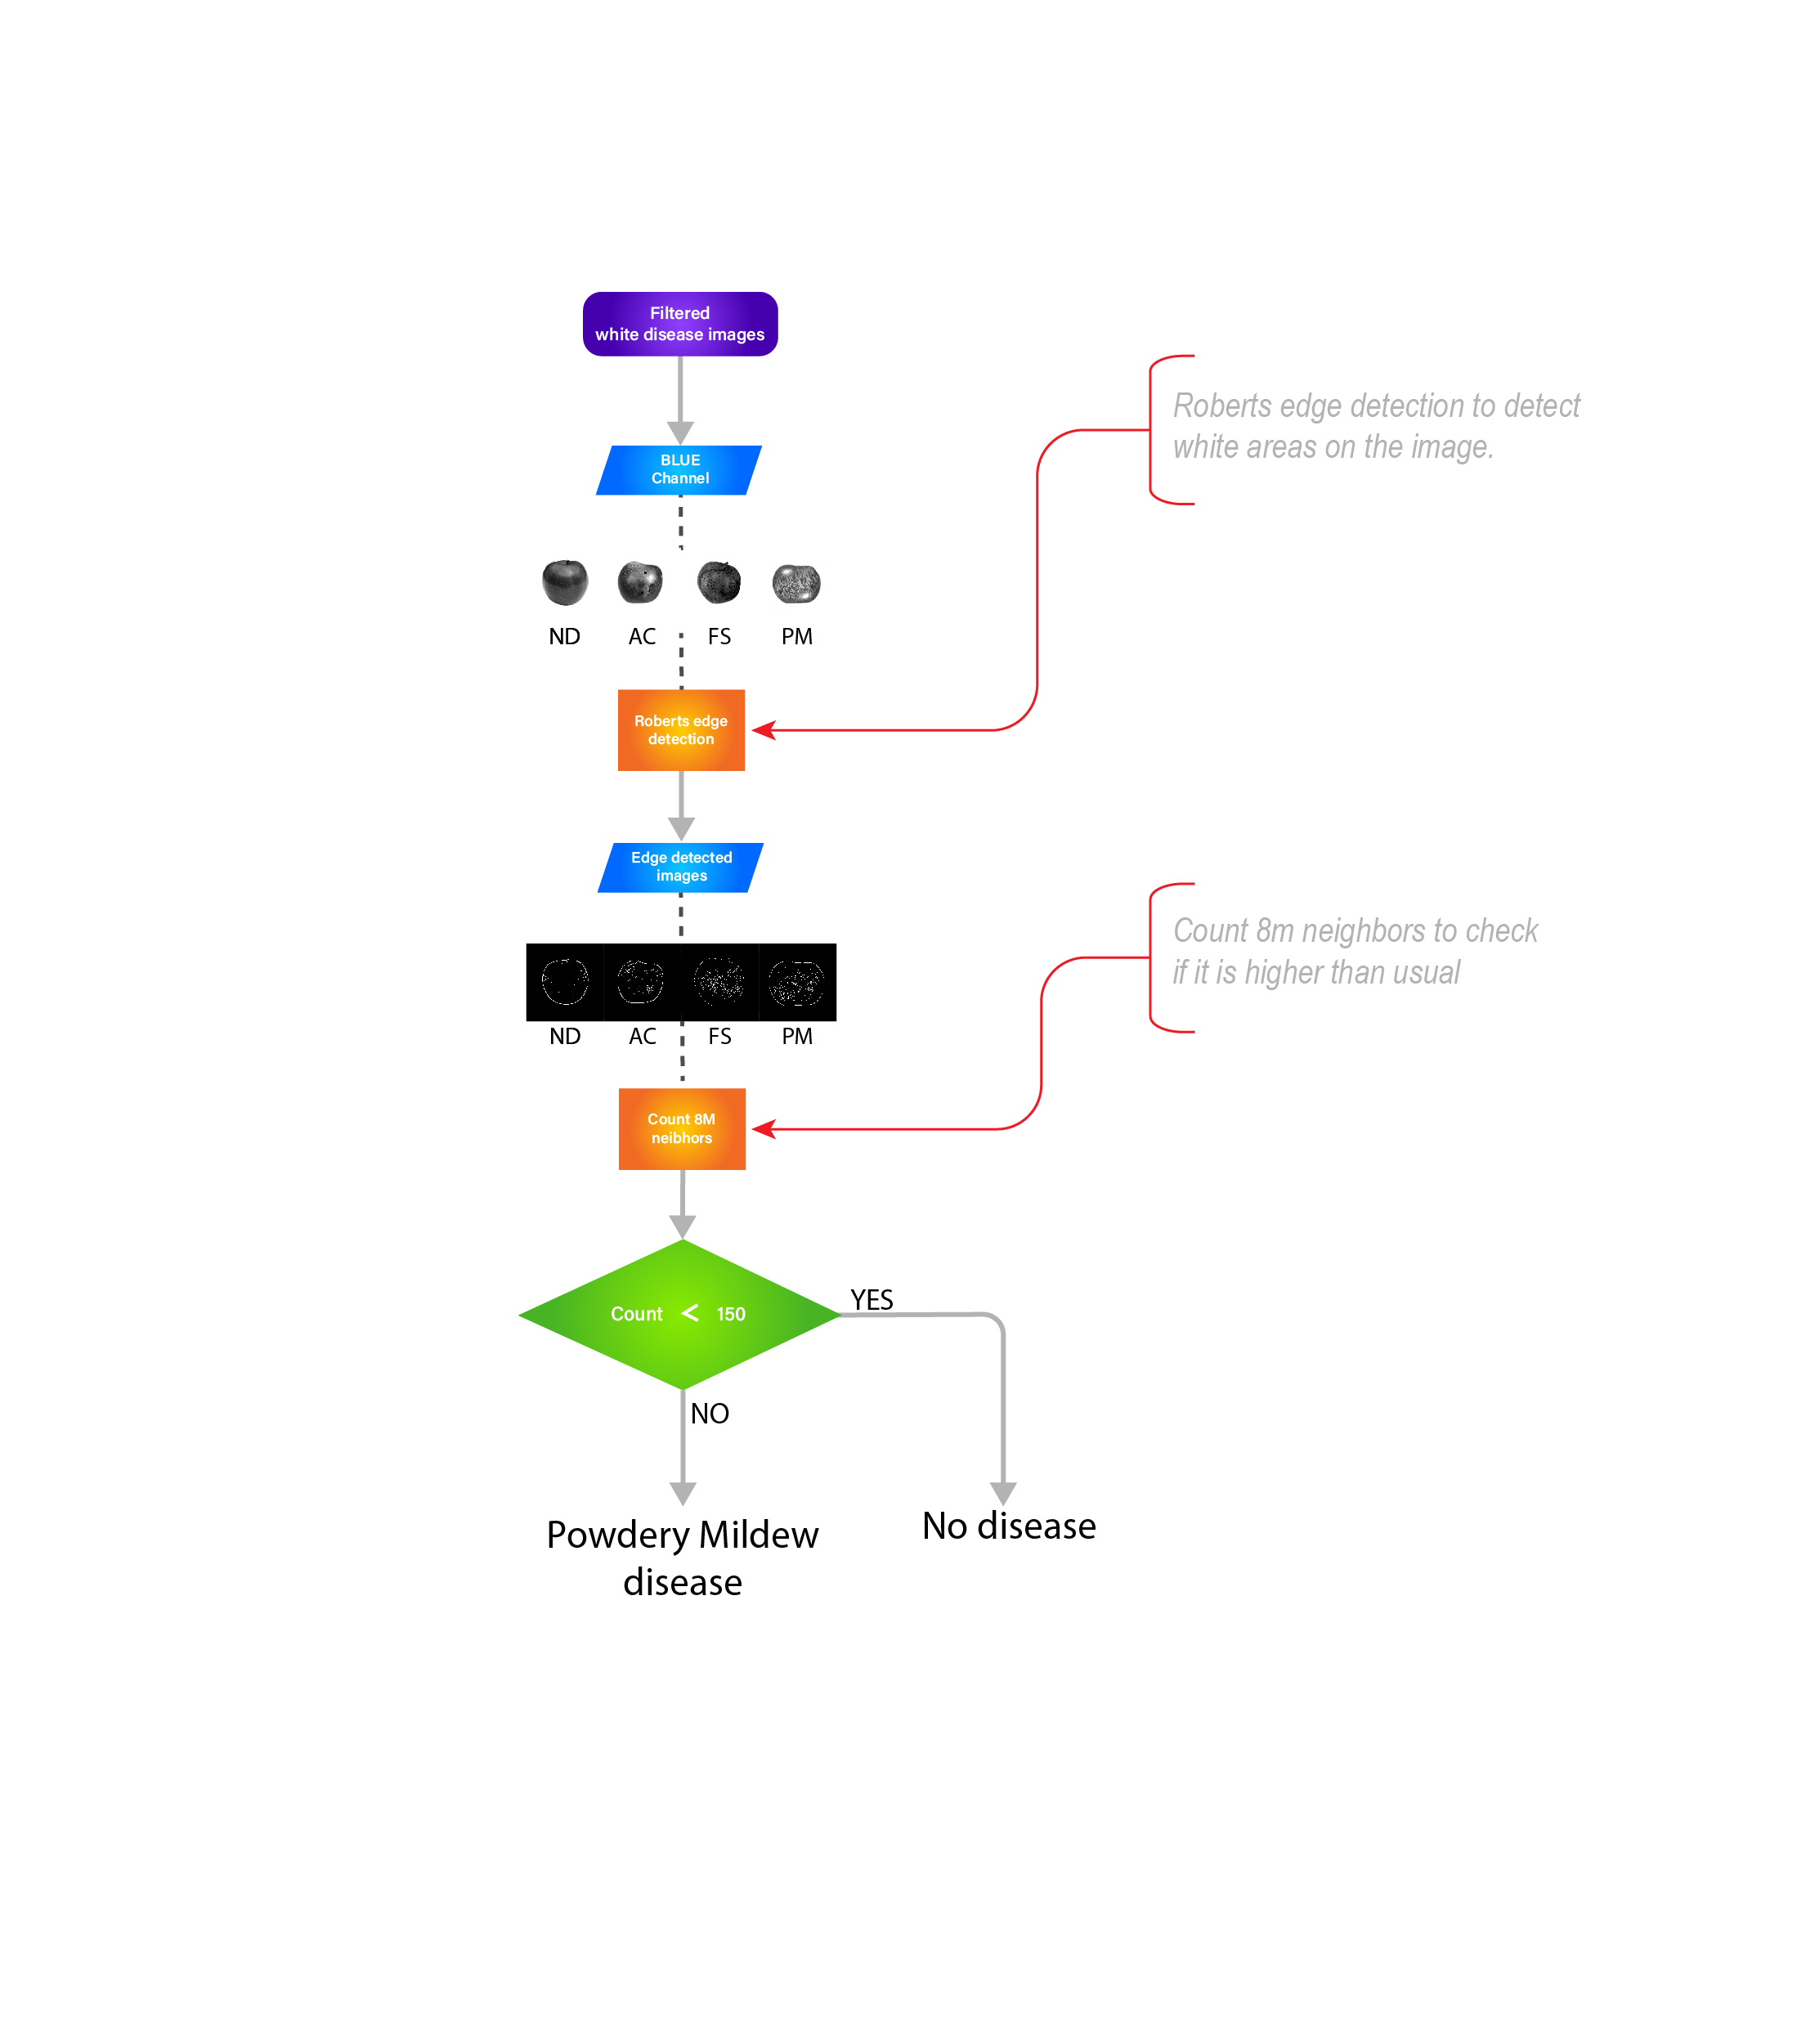 Filtered
white disease images
Roberts edge detection to detect
white areas on the image.
BLUE
Channel
ND AC FS PM
Roberts edge
detection
Edge detected
images
Count 8m neighbors to check
if it is higher than usual
ND AC FS PM
Count 8M
neibhors
Count < 150
YES
NO
Powdery Mildew
disease
No disease